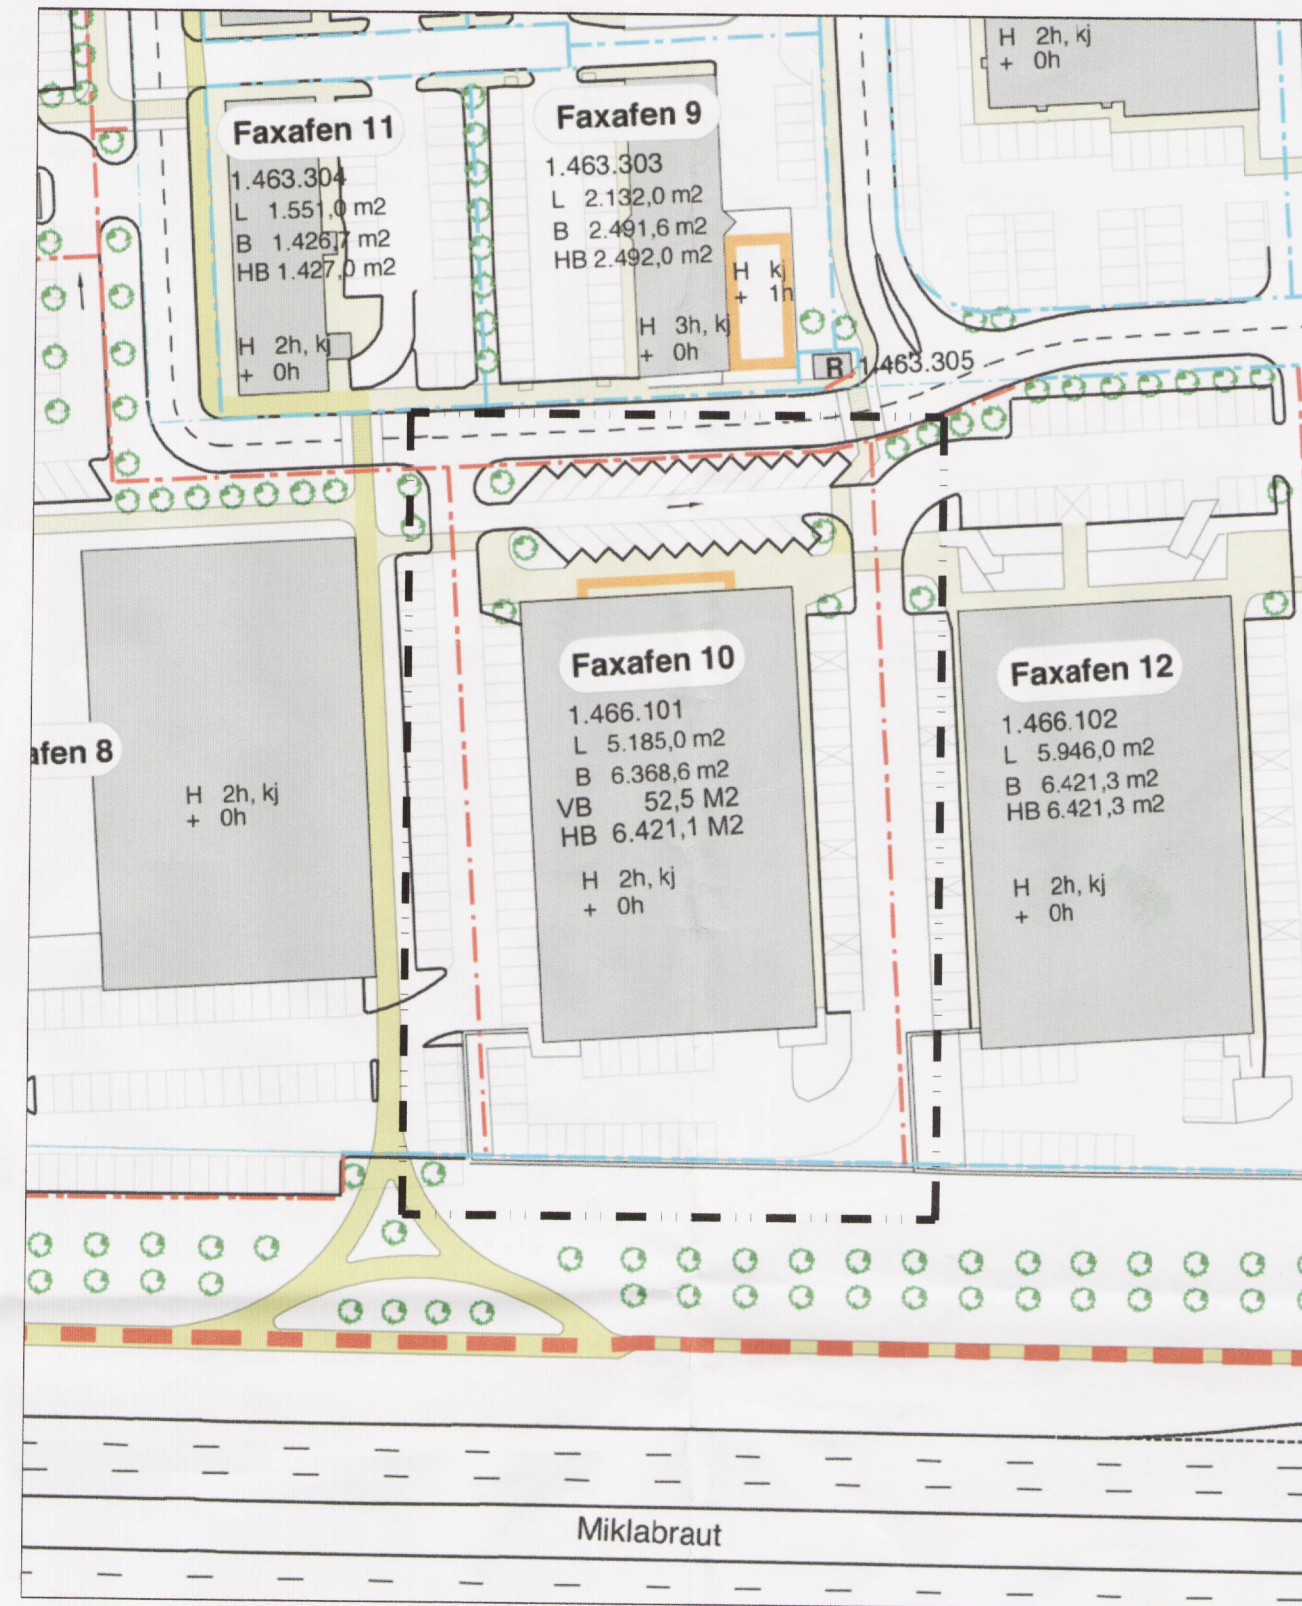 H 2h, kj
+ 0h
Faxafen 11
1.463.304
L 1.551,0 m2
B 1.426,7 m2
HB 1.427,0 m2
H 2h, kj
+ 0h
Faxafen 9
1.463.303
L 2.132,0 m2
B 2.491,6 m2
HB 2.492,0 m2
H kj
+ 1h
H 3h, kj
+ 0h
R 1.463.305
afen 8
H 2h, kj
+ 0h
Faxafen 10
1.466.101
L 5.185,0 m2
B 6.368,6 m2
VB 52,5 M2
HB 6.421,1 M2
H 2h, kj
+ 0h
Faxafen 12
1.466.102
L 5.946,0 m2
B 6.421,3 m2
HB 6.421,3 m2
H 2h, kj
+ 0h
Miklabraut